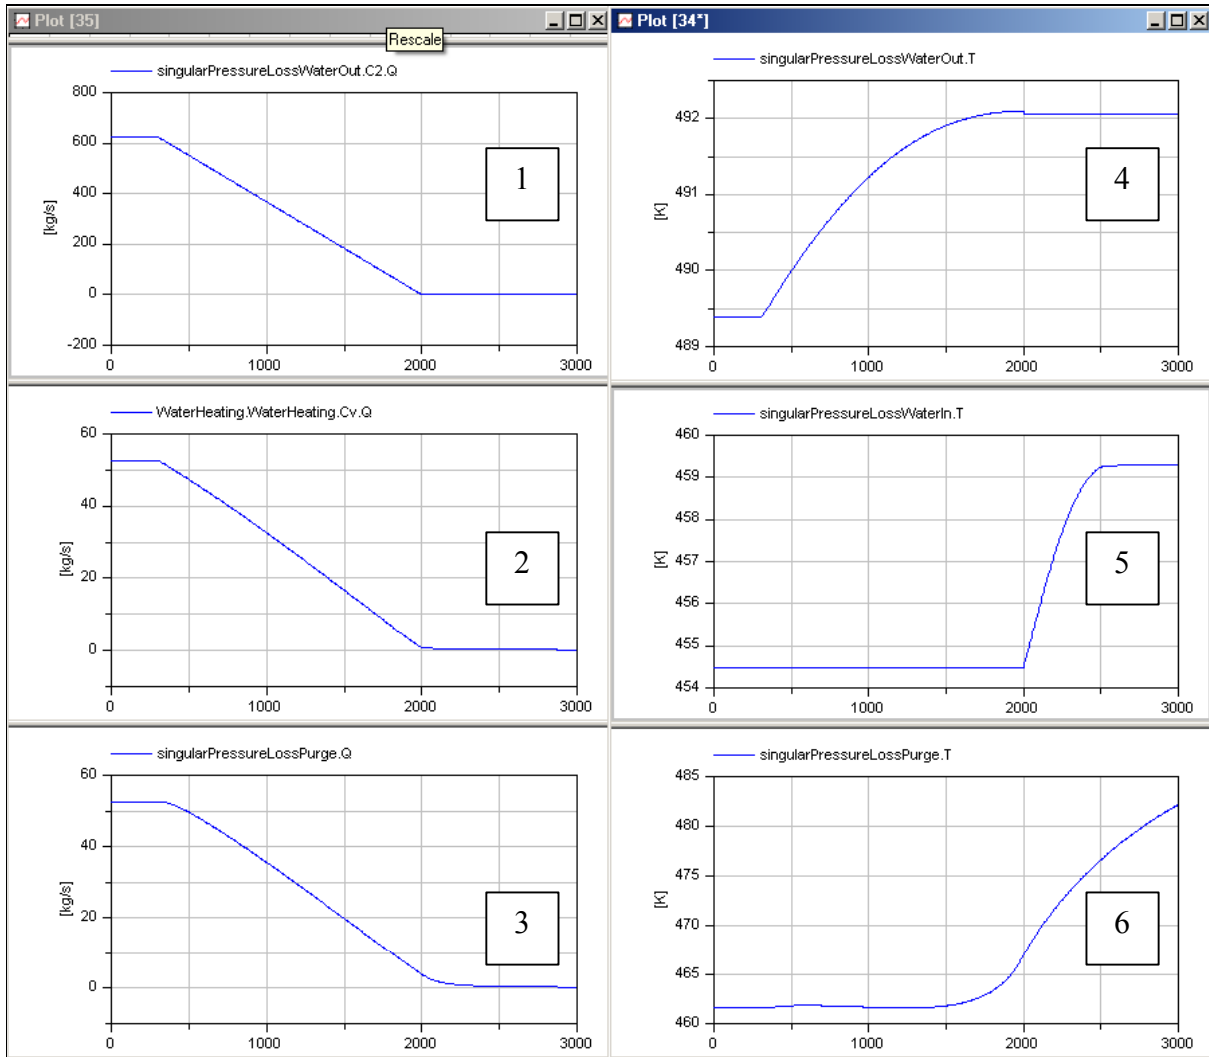 Plot [35]
Rescale
singularPressureLossWaterOut.C2.Q
800
600
400
200
0
-200
[kg/s]
0 1000 2000 3000
1
WaterHeating.WaterHeating.Cv.Q
60
40
20
0
[kg/s]
0 1000 2000 3000
2
singularPressureLossPurge.Q
60
40
20
0
[kg/s]
0 1000 2000 3000
3
Plot [34*]
singularPressureLossWaterOut.T
492
491
490
489
[K]
0 1000 2000 3000
4
singularPressureLossWaterIn.T
460
459
458
457
456
455
454
[K]
0 1000 2000 3000
5
singularPressureLossPurge.T
485
480
475
470
465
460
[K]
0 1000 2000 3000
6